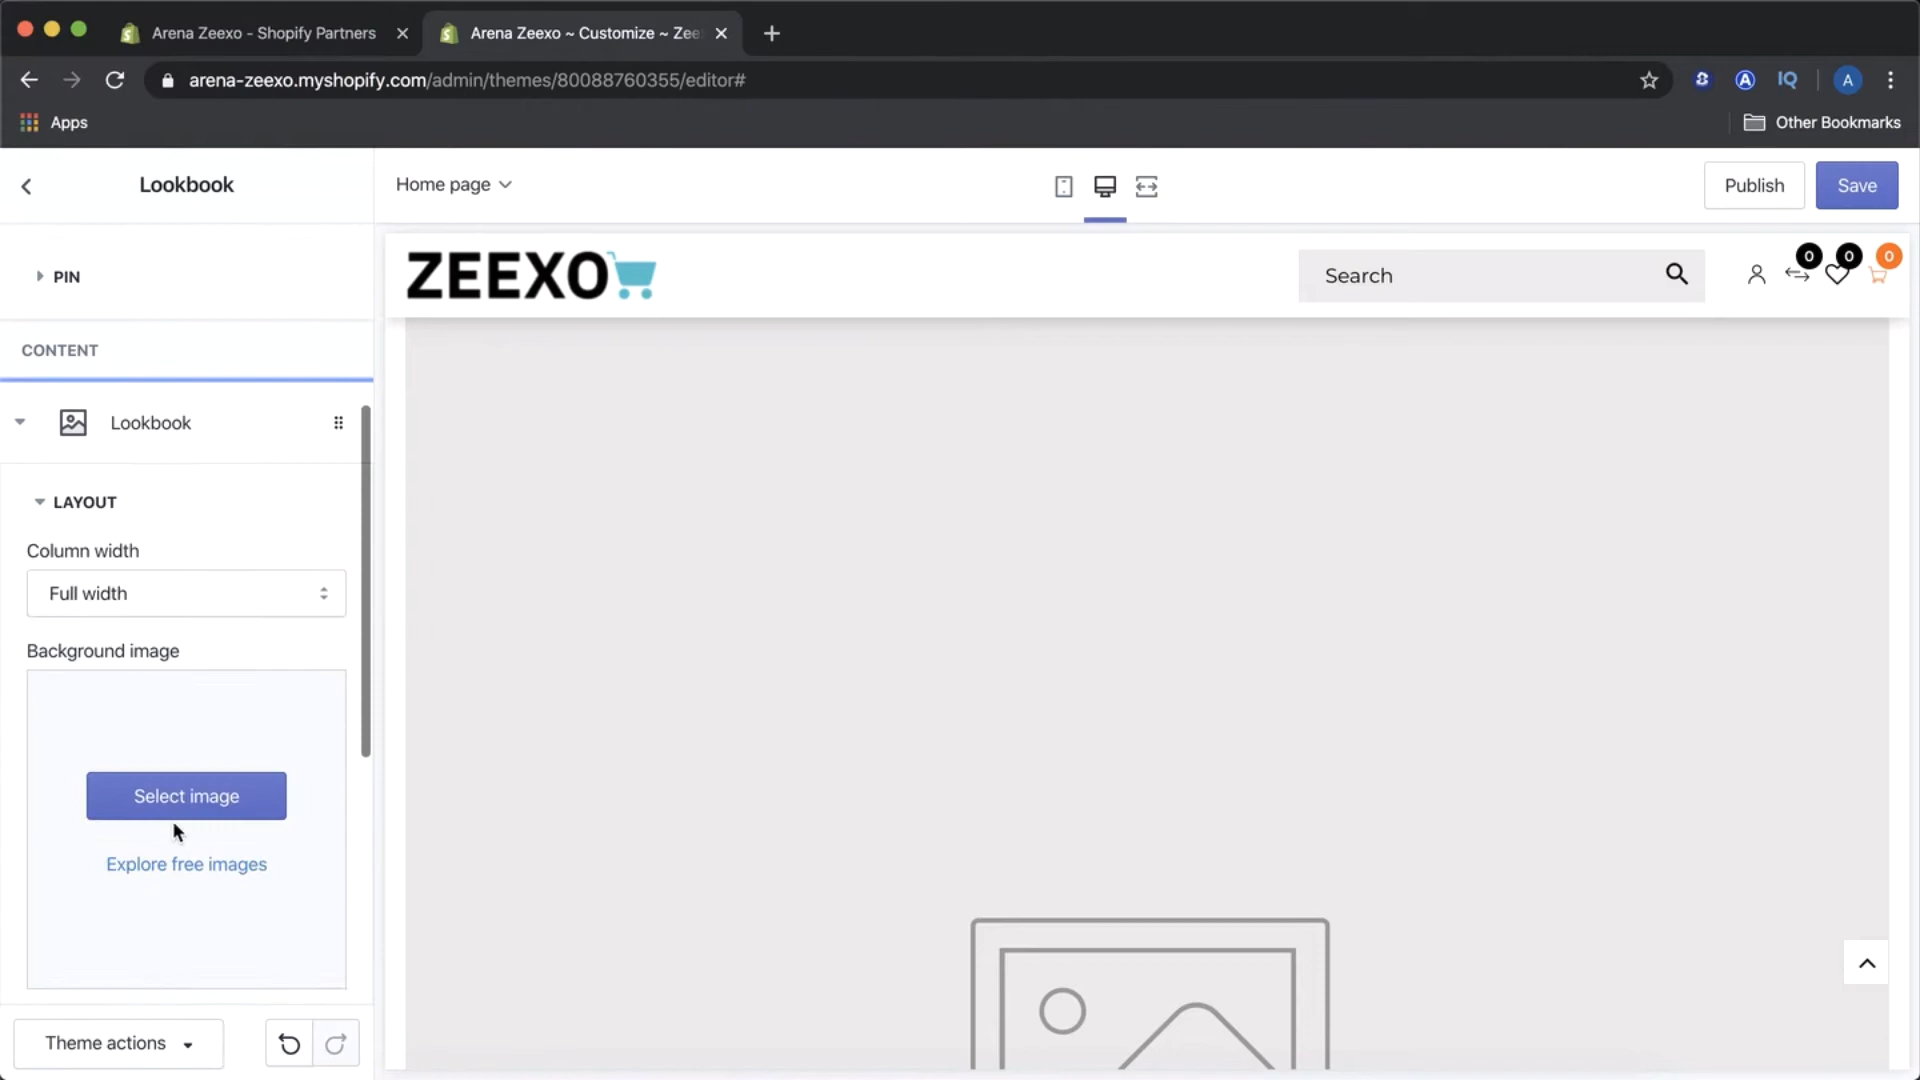 Arena Zeexo - Shopify Partners
Arena Zeexo ~ Customize ~ Zee
arena-zeexo.myshopify.com/admin/themes/80088760355/editor#
IQ
A
Apps
Other Bookmarks
Lookbook
Home page
Publish
Save
PIN
ZEEXO
Search
0
0
0
CONTENT
Lookbook
LAYOUT
Column width
Full width
Background image
Select image
Explore free images
Theme actions